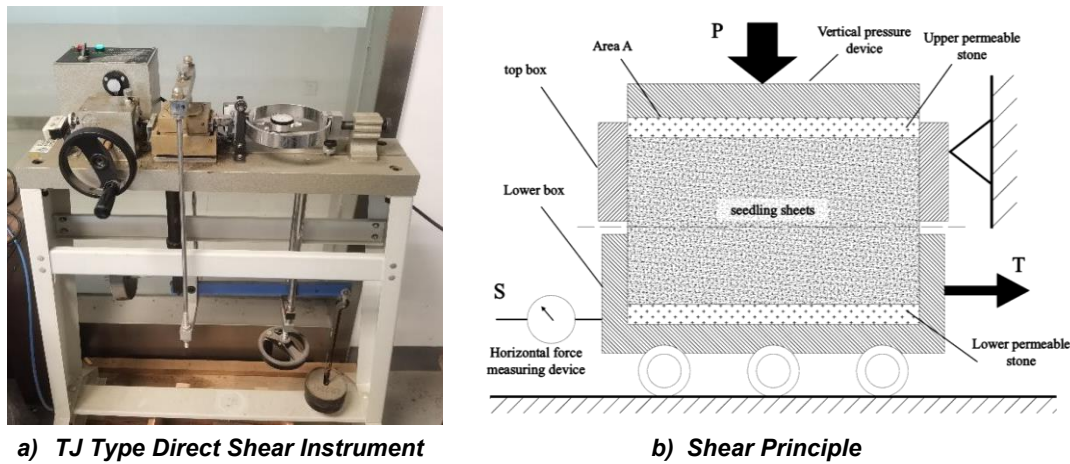 P
Vertical pressure
device
Upper permeable
stone
Area A
top box
Lower box
seedling sheets
T
S
Horizontal force
measuring device
Lower permeable
stone
a) TJ Type Direct Shear Instrument
b) Shear Principle